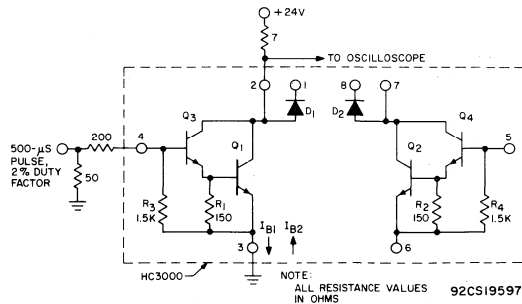 +24V
7
TO OSCILLOSCOPE
2
1
8
7
D1
D2
Q3
Q4
200
4
Q1
Q2
5
500-μS
PULSE,
2% DUTY
FACTOR
50
R3
1.5K
R1
150
IB1
IB2
R2
150
R4
1.5K
3
6
HC3000
NOTE:
ALL RESISTANCE VALUES
IN OHMS
92CS19597